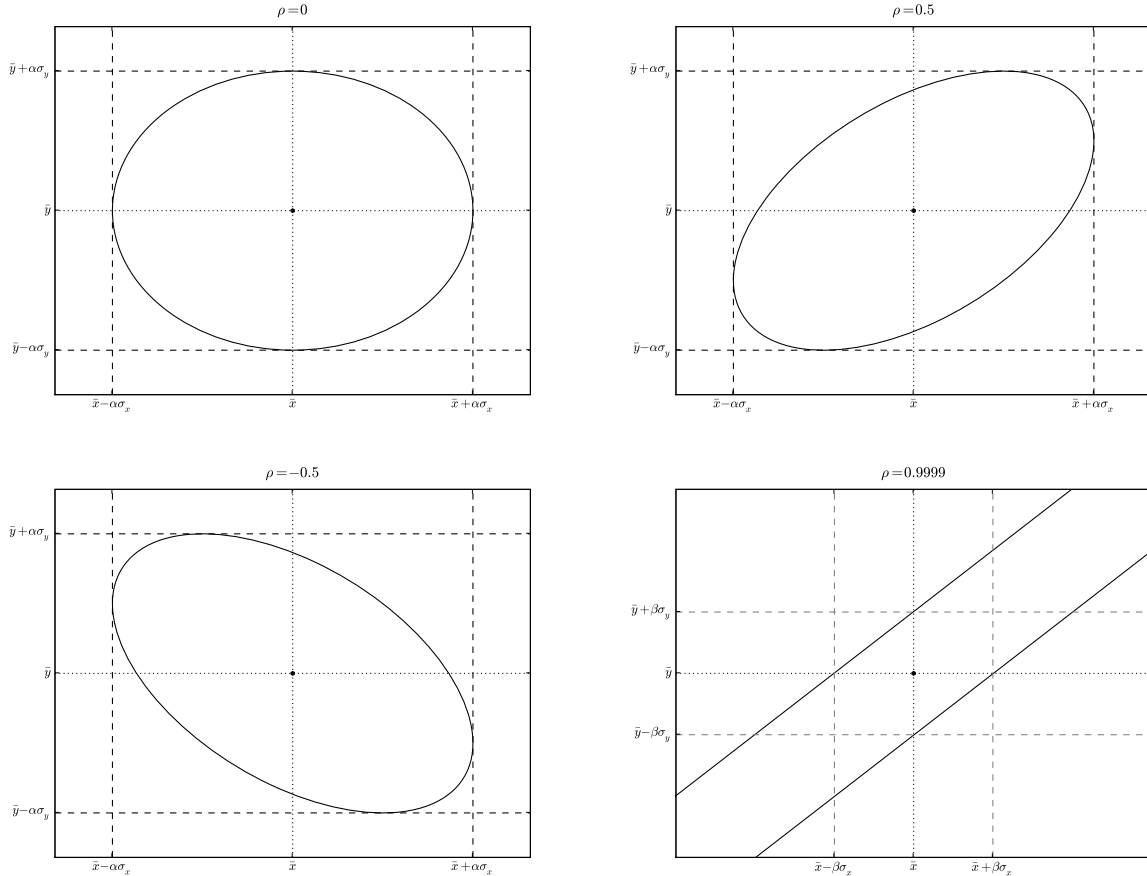 ρ=0
ȳ+ασ_y
ȳ
ȳ−ασ_y
x̄−ασ_x
x̄
x̄+ασ_x
ρ=0.5
ȳ+ασ_y
ȳ
ȳ−ασ_y
x̄−ασ_x
x̄
x̄+ασ_x
ρ=−0.5
ȳ+ασ_y
ȳ
ȳ−ασ_y
x̄−ασ_x
x̄
x̄+ασ_x
ρ=0.9999
ȳ+βσ_y
ȳ
ȳ−βσ_y
x̄−βσ_x
x̄
x̄+βσ_x